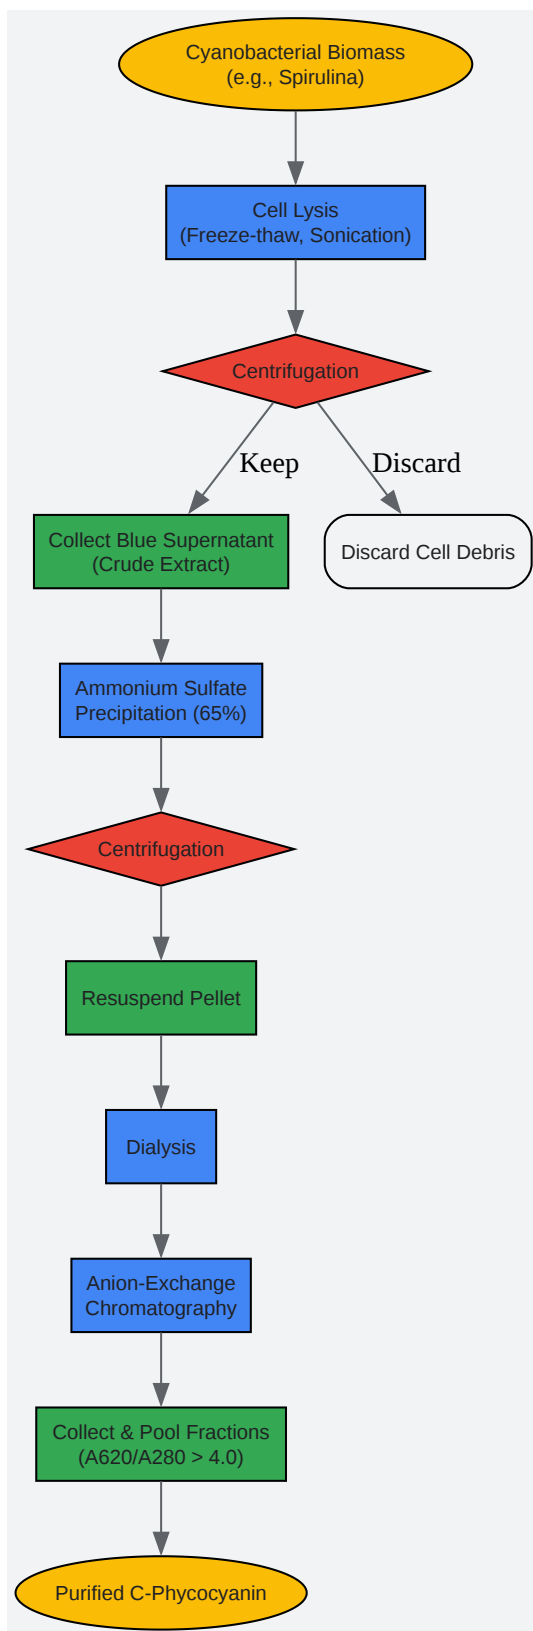 Cyanobacterial Biomass
(e.g., Spirulina)
Cell Lysis
(Freeze-thaw, Sonication)
Centrifugation
Keep
Discard
Collect Blue Supernatant
(Crude Extract)
Discard Cell Debris
Ammonium Sulfate
Precipitation (65%)
Centrifugation
Resuspend Pellet
Dialysis
Anion-Exchange
Chromatography
Collect & Pool Fractions
(A620/A280 > 4.0)
Purified C-Phycocyanin